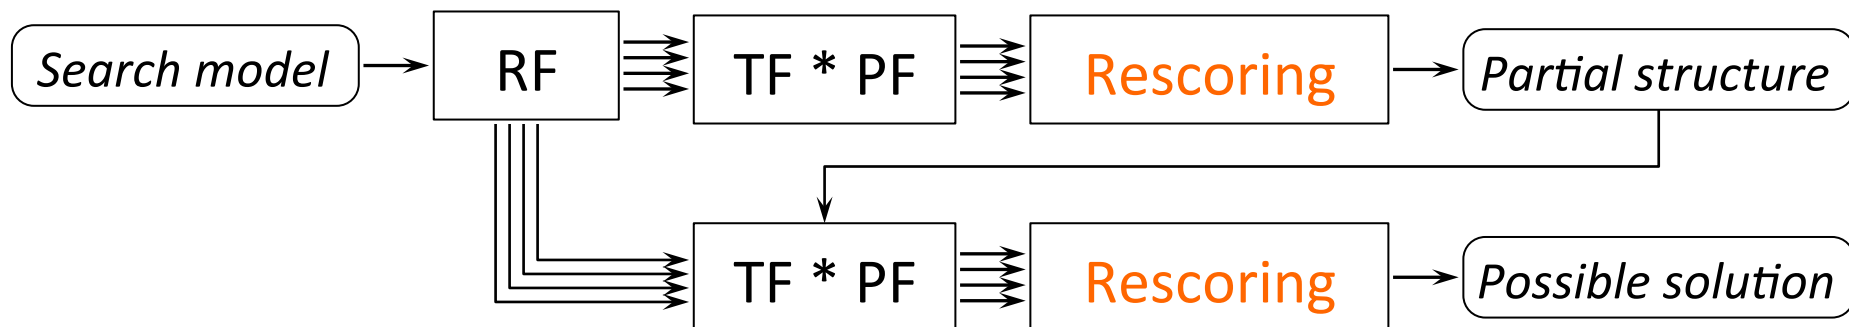 Search model
RF
TF * PF
Rescoring
Partial structure
TF * PF
Rescoring
Possible solution